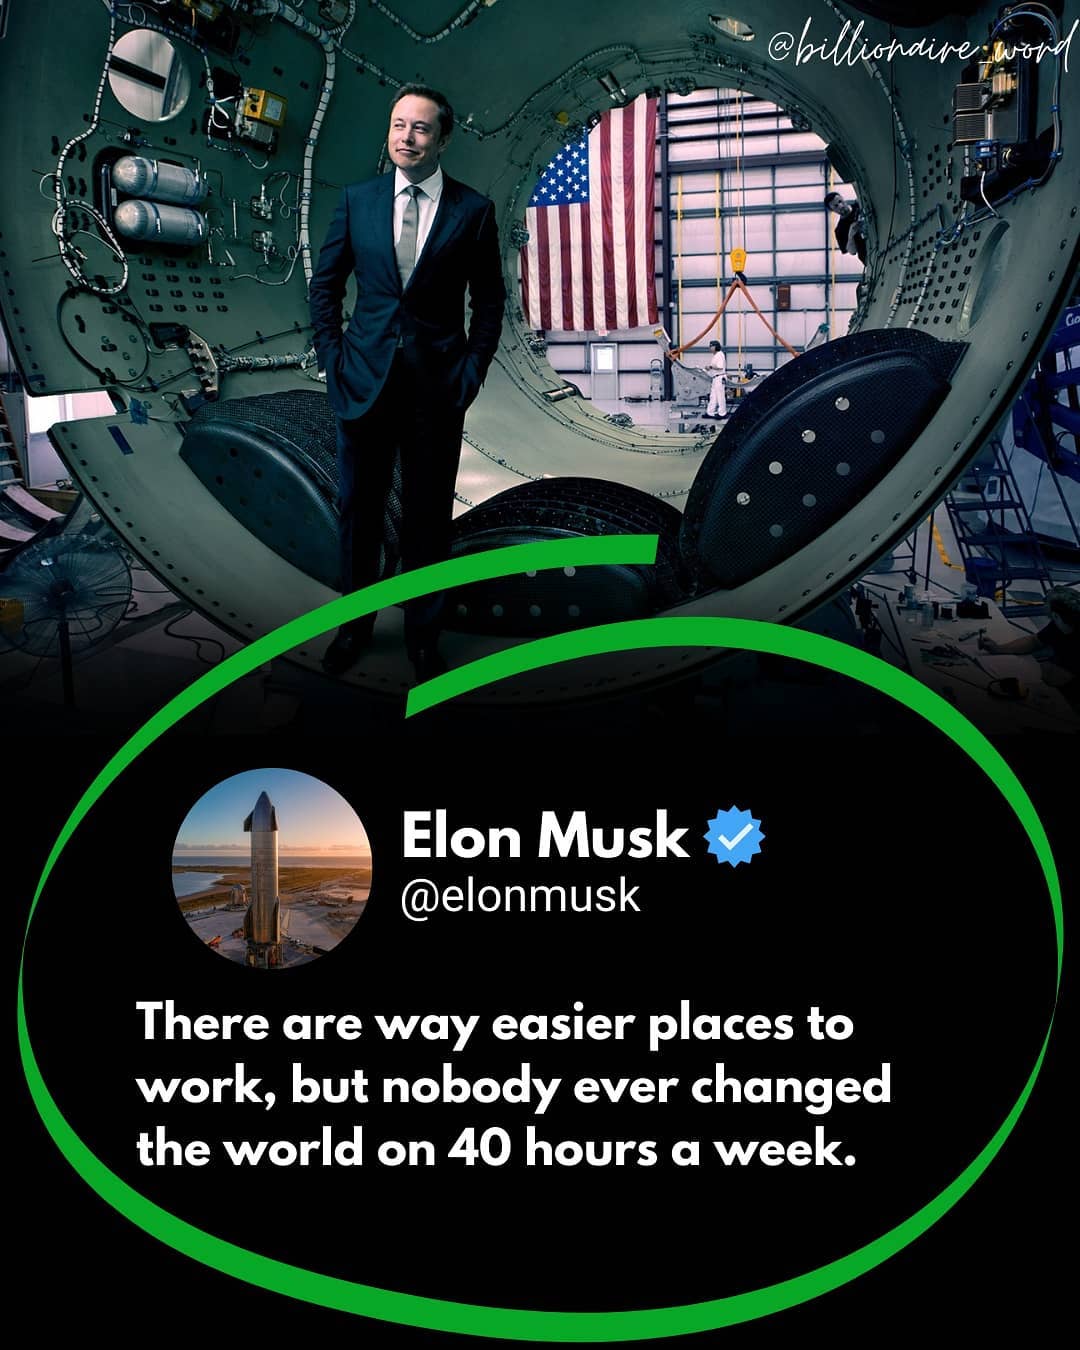 @billionaire_word
Elon Musk
@elonmusk
There are way easier places to
work, but nobody ever changed
the world on 40 hours a week.